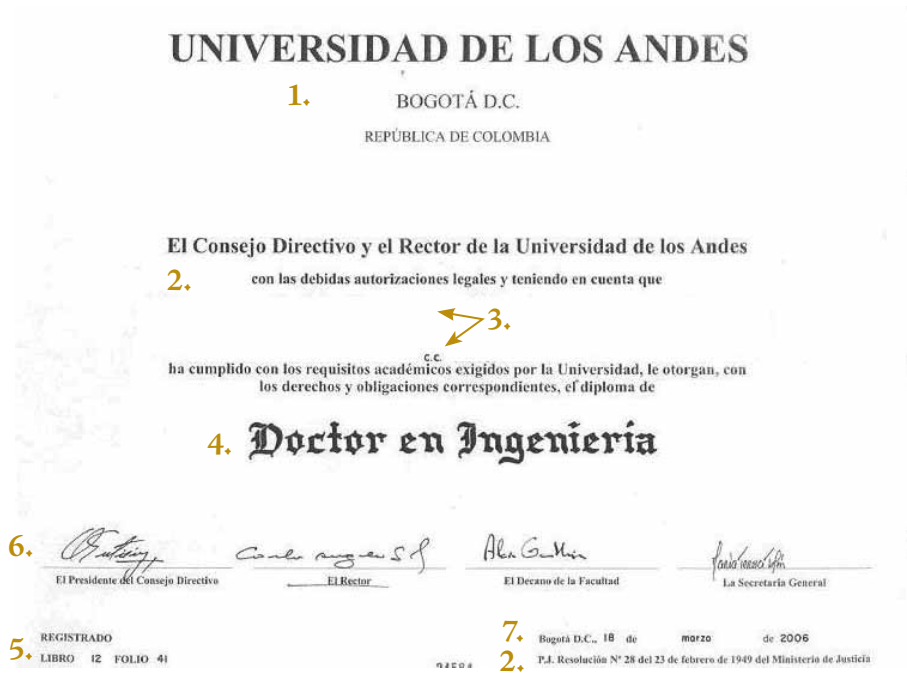 UNIVERSIDAD DE LOS ANDES
1. BOGOTÁ D.C.
REPÚBLICA DE COLOMBIA
El Consejo Directivo y el Rector de la Universidad de los Andes
2. con las debidas autorizaciones legales y teniendo en cuenta que
3.
c.c.
ha cumplido con los requisitos académicos exigidos por la Universidad, le otorgan, con
los derechos y obligaciones correspondientes, el diploma de
4. Doctor en Ingeniería
6.
El Presidente del Consejo Directivo El Rector El Decano de la Facultad La Secretaria General
REGISTRADO
5. LIBRO 12 FOLIO 41
7. Bogotá D.C., 18 de marzo de 2006
2. P.J. Resolución Nº 28 del 23 de febrero de 1949 del Ministerio de Justicia